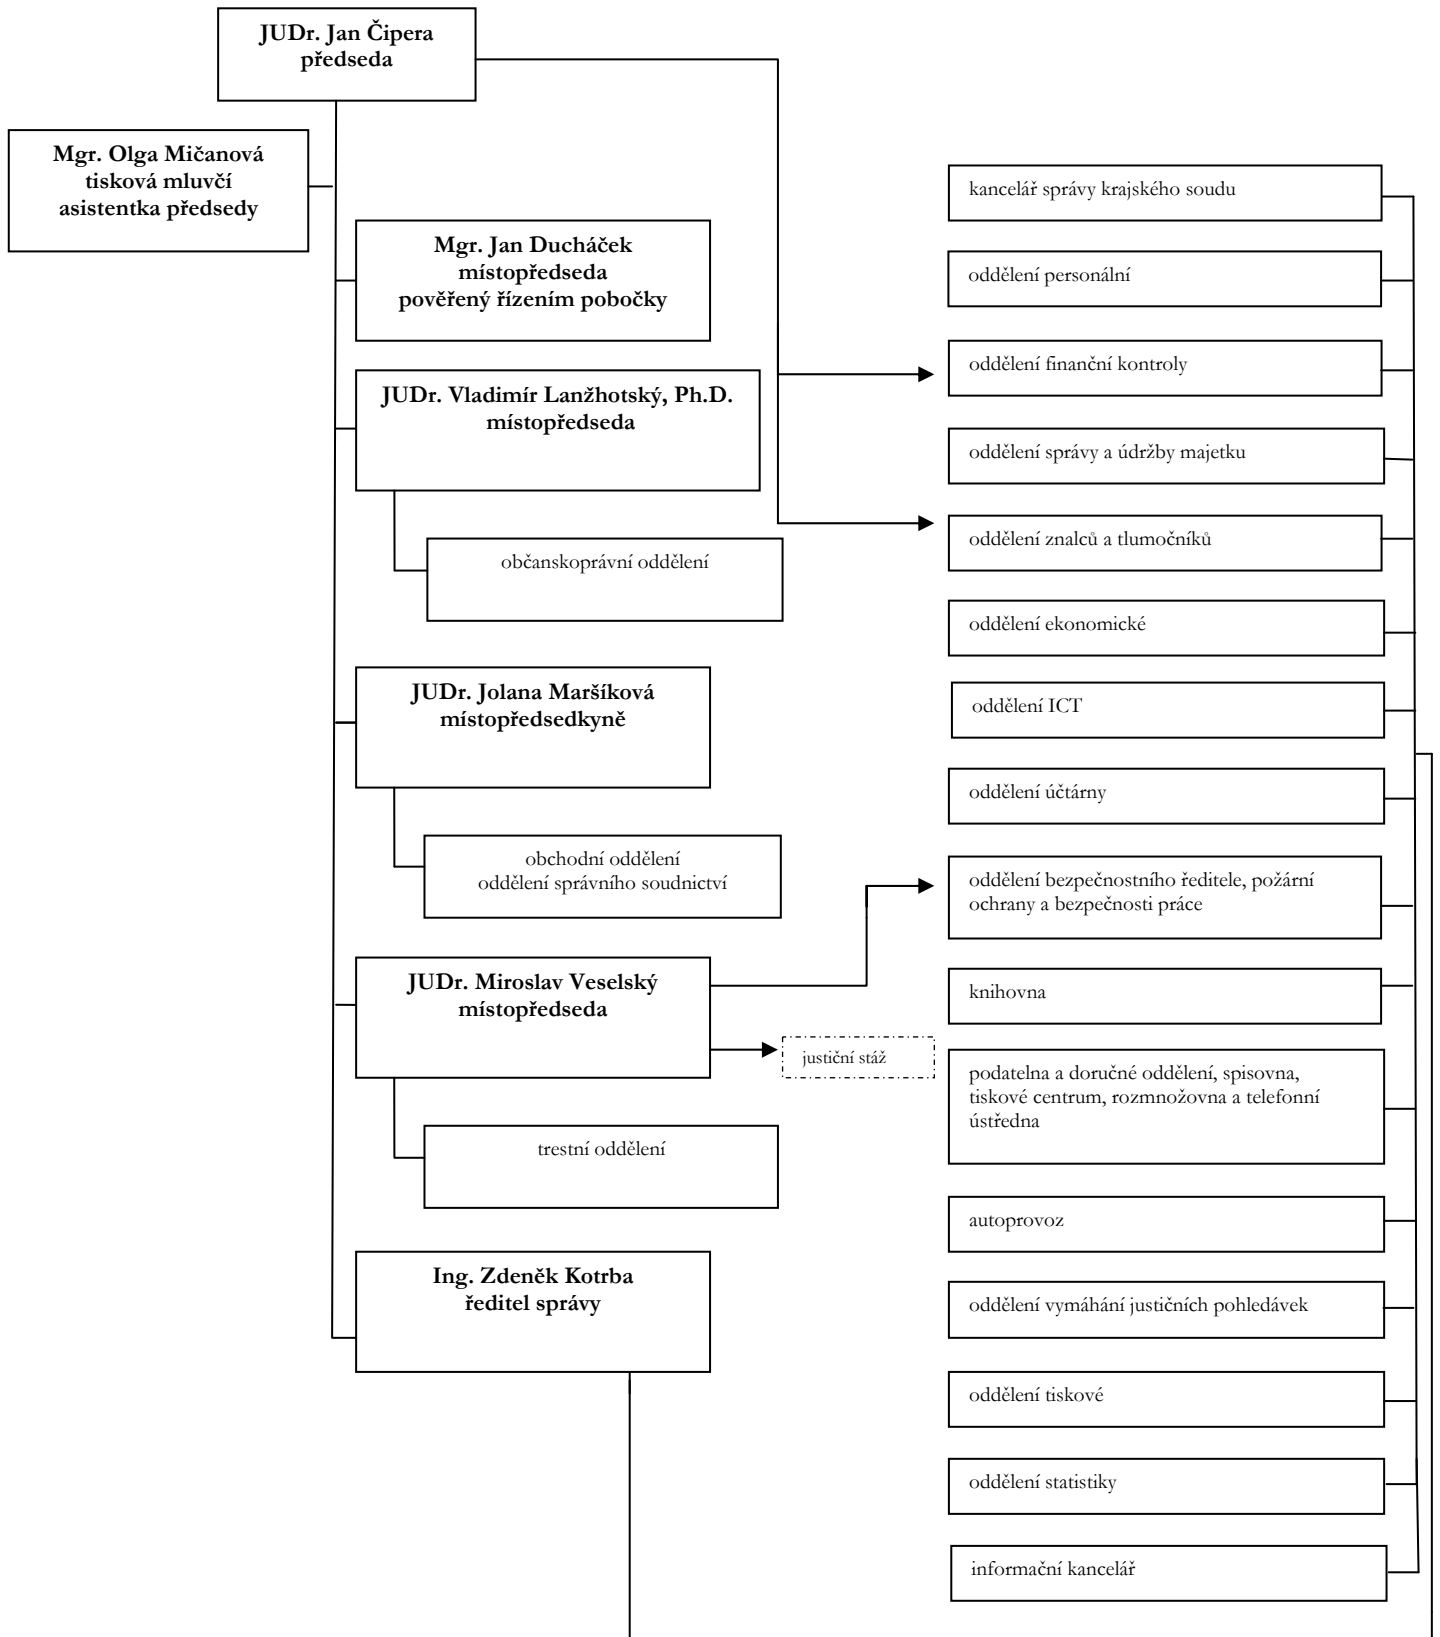 JUDr. Jan Čipera
předseda
Mgr. Olga Mičanová
tisková mluvčí
asistentka předsedy
Mgr. Jan Ducháček
místopředseda
pověřený řízením pobočky
JUDr. Vladimír Lanžhotský, Ph.D.
místopředseda
občanskoprávní oddělení
JUDr. Jolana Maršíková
místopředsedkyně
obchodní oddělení
oddělení správního soudnictví
JUDr. Miroslav Veselský
místopředseda
justiční stáž
trestní oddělení
Ing. Zdeněk Kotrba
ředitel správy
kancelář správy krajského soudu
oddělení personální
oddělení finanční kontroly
oddělení správy a údržby majetku
oddělení znalců a tlumočníků
oddělení ekonomické
oddělení ICT
oddělení účtárny
oddělení bezpečnostního ředitele, požární
ochrany a bezpečnosti práce
knihovna
podatelna a doručné oddělení, spisovna,
tiskové centrum, rozmnožovna a telefonní
ústředna
autoprovoz
oddělení vymáhání justičních pohledávek
oddělení tiskové
oddělení statistiky
informační kancelář